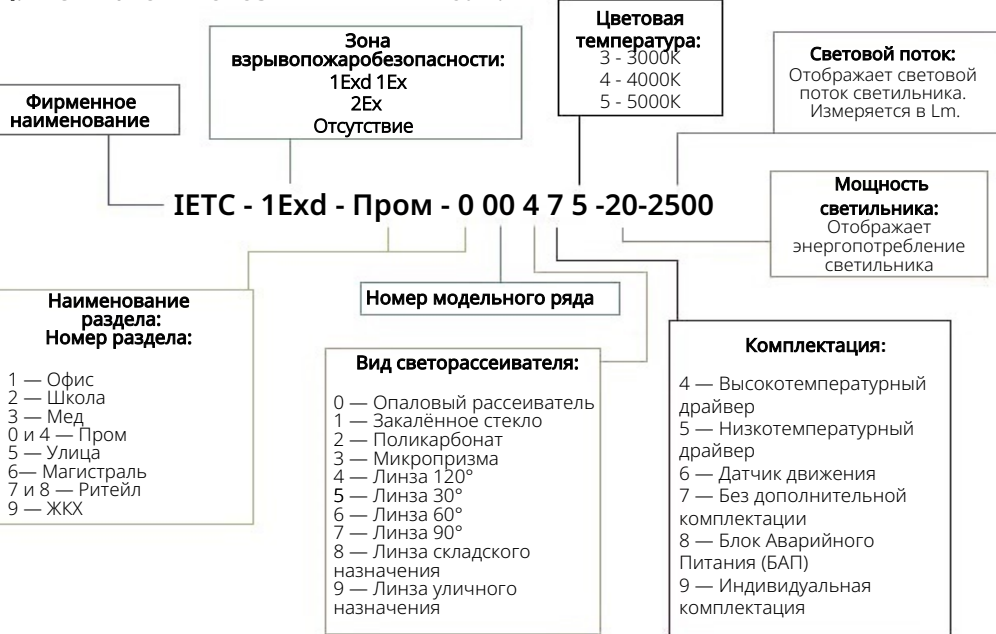 Цветовая
температура:
3 - 3000К
4 - 4000К
5 - 5000К
Зона
взрывопожаробезопасности:
1Exd 1Ex
2Ex
Отсутствие
Световой поток:
Отображает световой
поток светильника.
Измеряется в Lm.
Фирменное
наименование
IETC - 1Exd - Пром - 0 00 4 7 5 -20-2500
Мощность
светильника:
Отображает
энергопотребление
светильника
Наименование
раздела:
Номер раздела:
1 — Офис
2 — Школа
3 — Мед
0 и 4 — Пром
5 — Улица
6— Магистраль
7 и 8 — Ритейл
9 — ЖКХ
Номер модельного ряда
Вид светорассеивателя:
0 — Опаловый рассеиватель
1 — Закалённое стекло
2 — Поликарбонат
3 — Микропризма
4 — Линза 120°
5 — Линза 30°
6 — Линза 60°
7 — Линза 90°
8 — Линза складского
назначения
9 — Линза уличного
назначения
Комплектация:
4 — Высокотемпературный
драйвер
5 — Низкотемпературный
драйвер
6 — Датчик движения
7 — Без дополнительной
комплектации
8 — Блок Аварийного
Питания (БАП)
9 — Индивидуальная
комплектация